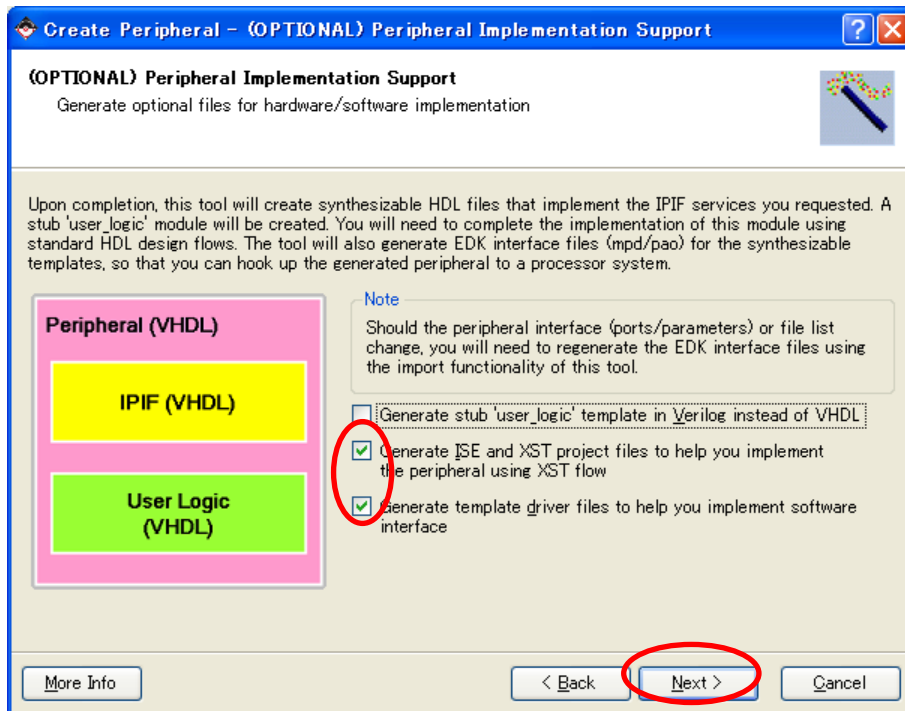 Create Peripheral - (OPTIONAL) Peripheral Implementation Support
(OPTIONAL) Peripheral Implementation Support
Generate optional files for hardware/software implementation
Upon completion, this tool will create synthesizable HDL files that implement the IPIF services you requested. A
stub 'user_logic' module will be created. You will need to complete the implementation of this module using
standard HDL design flows. The tool will also generate EDK interface files (mpd/pao) for the synthesizable
templates, so that you can hook up the generated peripheral to a processor system.
Peripheral (VHDL)
IPIF (VHDL)
User Logic
(VHDL)
Note
Should the peripheral interface (ports/parameters) or file list
change, you will need to regenerate the EDK interface files using
the import functionality of this tool.
Generate stub 'user_logic' template in Verilog instead of VHDL
Generate ISE and XST project files to help you implement
the peripheral using XST flow
Generate template driver files to help you implement software
interface
More Info
< Back
Next >
Cancel